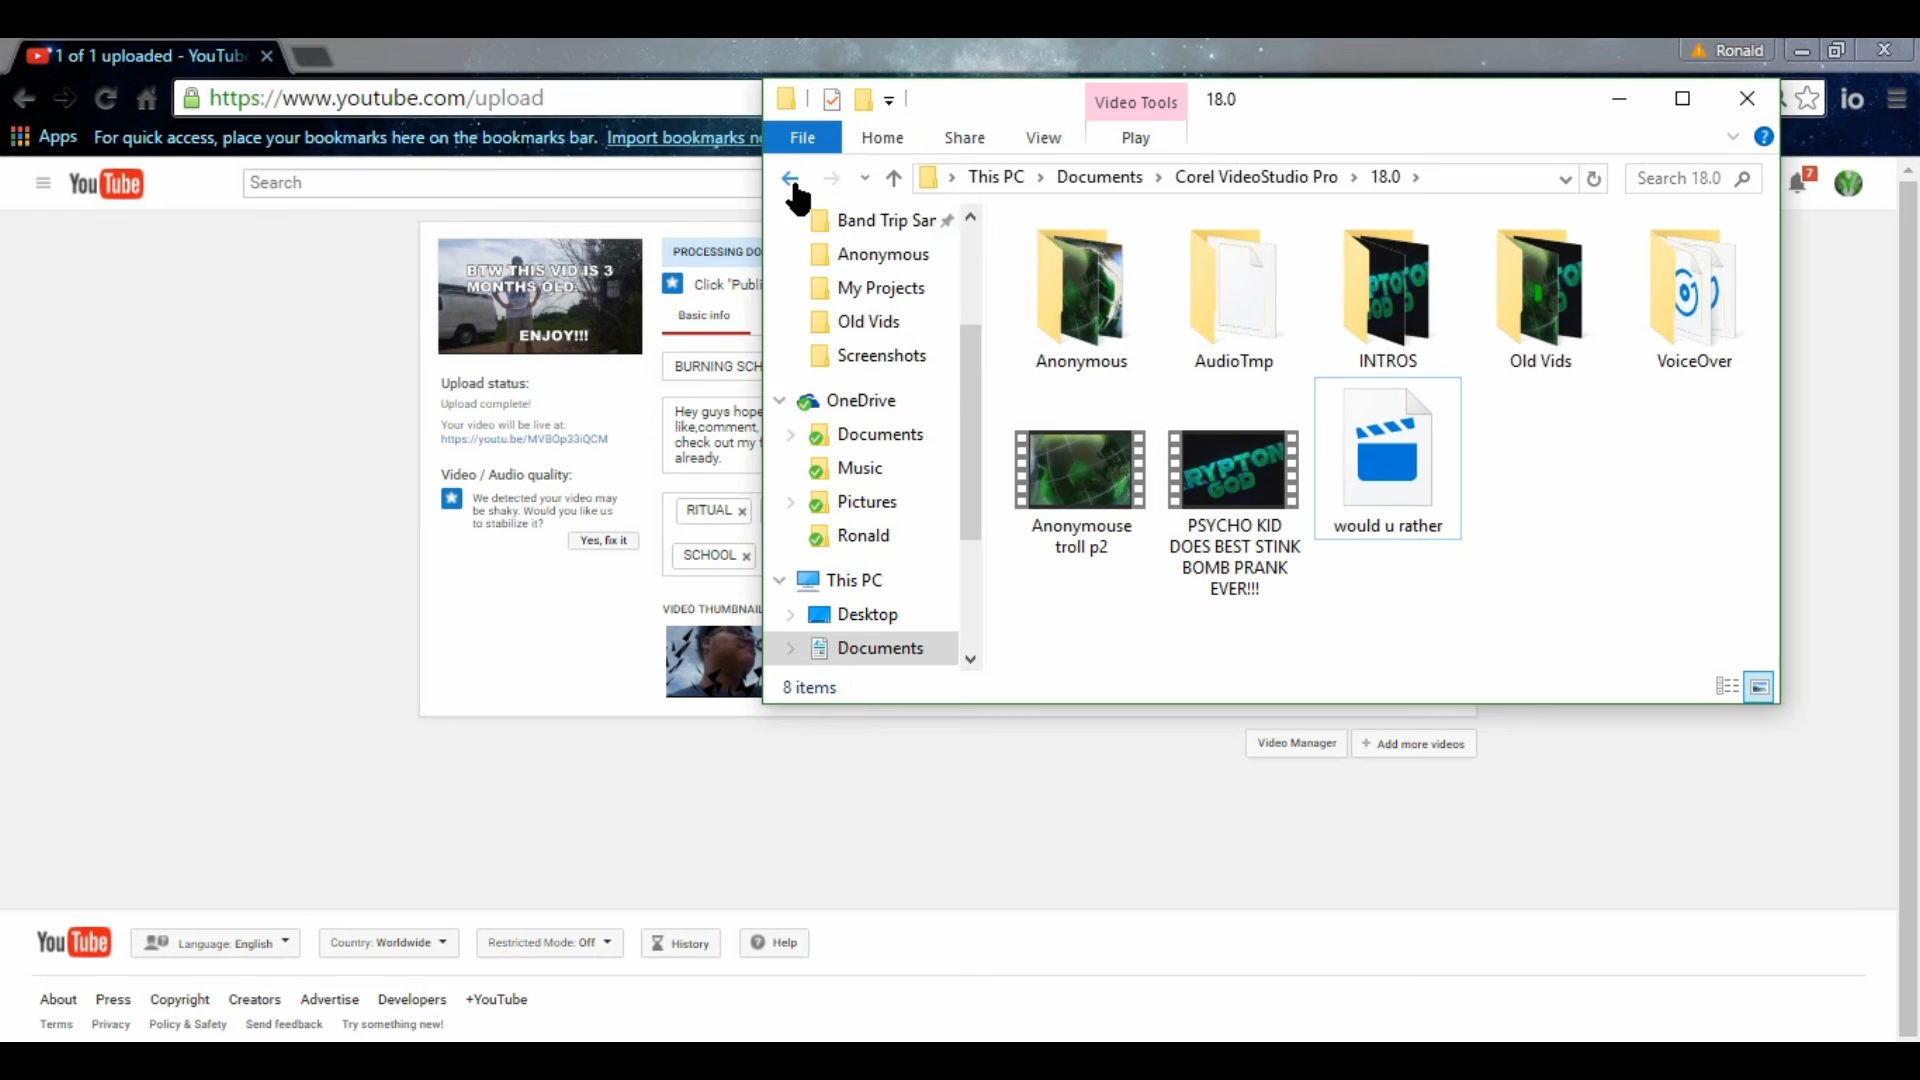 1 of 1 uploaded - YouTub
Ronald
https://www.youtube.com/upload
io
Apps
For quick access, place your bookmarks here on the bookmarks bar.
Import bookmarks n
YouTube
Search
7
BTW THIS VID IS 3
MONTHS OLD.
ENJOY!!!
Upload status:
Upload complete!
Your video will be live at:
https://youtu.be/MVBOp33iQCM
Video / Audio quality:
We detected your video may
be shaky. Would you like us
to stabilize it?
Yes, fix it
PROCESSING DO
Click "Publi
Basic info
BURNING SCH
Hey guys hope
like,comment,
check out my f
already.
RITUAL
SCHOOL
VIDEO THUMBNAIL
Video Tools
18.0
File
Home
Share
View
Play
This PC > Documents > Corel VideoStudio Pro > 18.0 >
Search 18.0
Band Trip Sar
Anonymous
My Projects
Old Vids
Screenshots
OneDrive
Documents
Music
Pictures
Ronald
This PC
Desktop
Documents
Anonymous
AudioTmp
INTROS
Old Vids
VoiceOver
RYPTON
GOD
Anonymouse
troll p2
PSYCHO KID
DOES BEST STINK
BOMB PRANK
EVER!!!
would u rather
8 items
Video Manager
+ Add more videos
YouTube
Language: English
Country: Worldwide
Restricted Mode: Off
History
Help
About Press Copyright Creators Advertise Developers +YouTube
Terms Privacy Policy & Safety Send feedback Try something new!